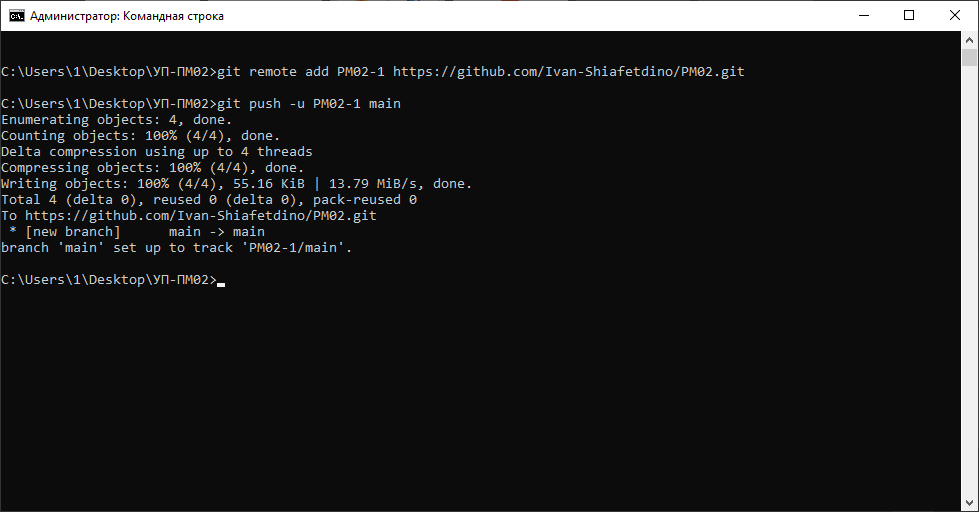 Администратор: Командная строка
C:\Users\1\Desktop\УП-ПМ02>git remote add PM02-1 https://github.com/Ivan-Shiafetdino/PM02.git
C:\Users\1\Desktop\УП-ПМ02>git push -u PM02-1 main
Enumerating objects: 4, done.
Counting objects: 100% (4/4), done.
Delta compression using up to 4 threads
Compressing objects: 100% (4/4), done.
Writing objects: 100% (4/4), 55.16 KiB | 13.79 MiB/s, done.
Total 4 (delta 0), reused 0 (delta 0), pack-reused 0
To https://github.com/Ivan-Shiafetdino/PM02.git
 * [new branch]      main -> main
branch 'main' set up to track 'PM02-1/main'.
C:\Users\1\Desktop\УП-ПМ02>